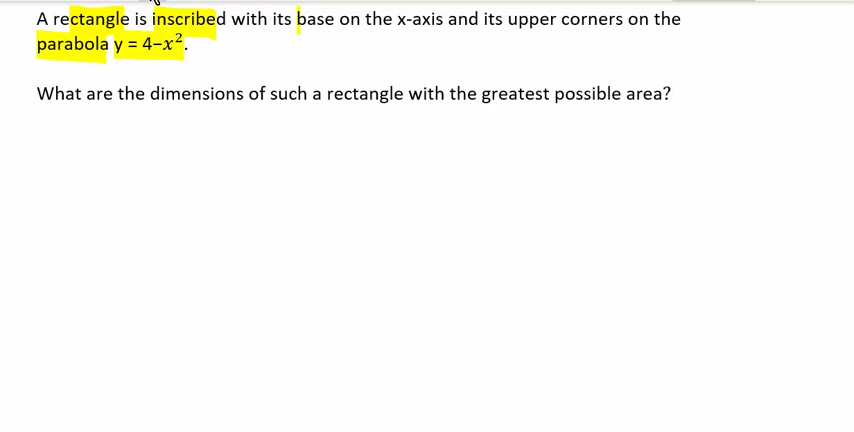 A rectangle is inscribed with its base on the x-axis and its upper corners on the
parabola y = 4−x².
What are the dimensions of such a rectangle with the greatest possible area?